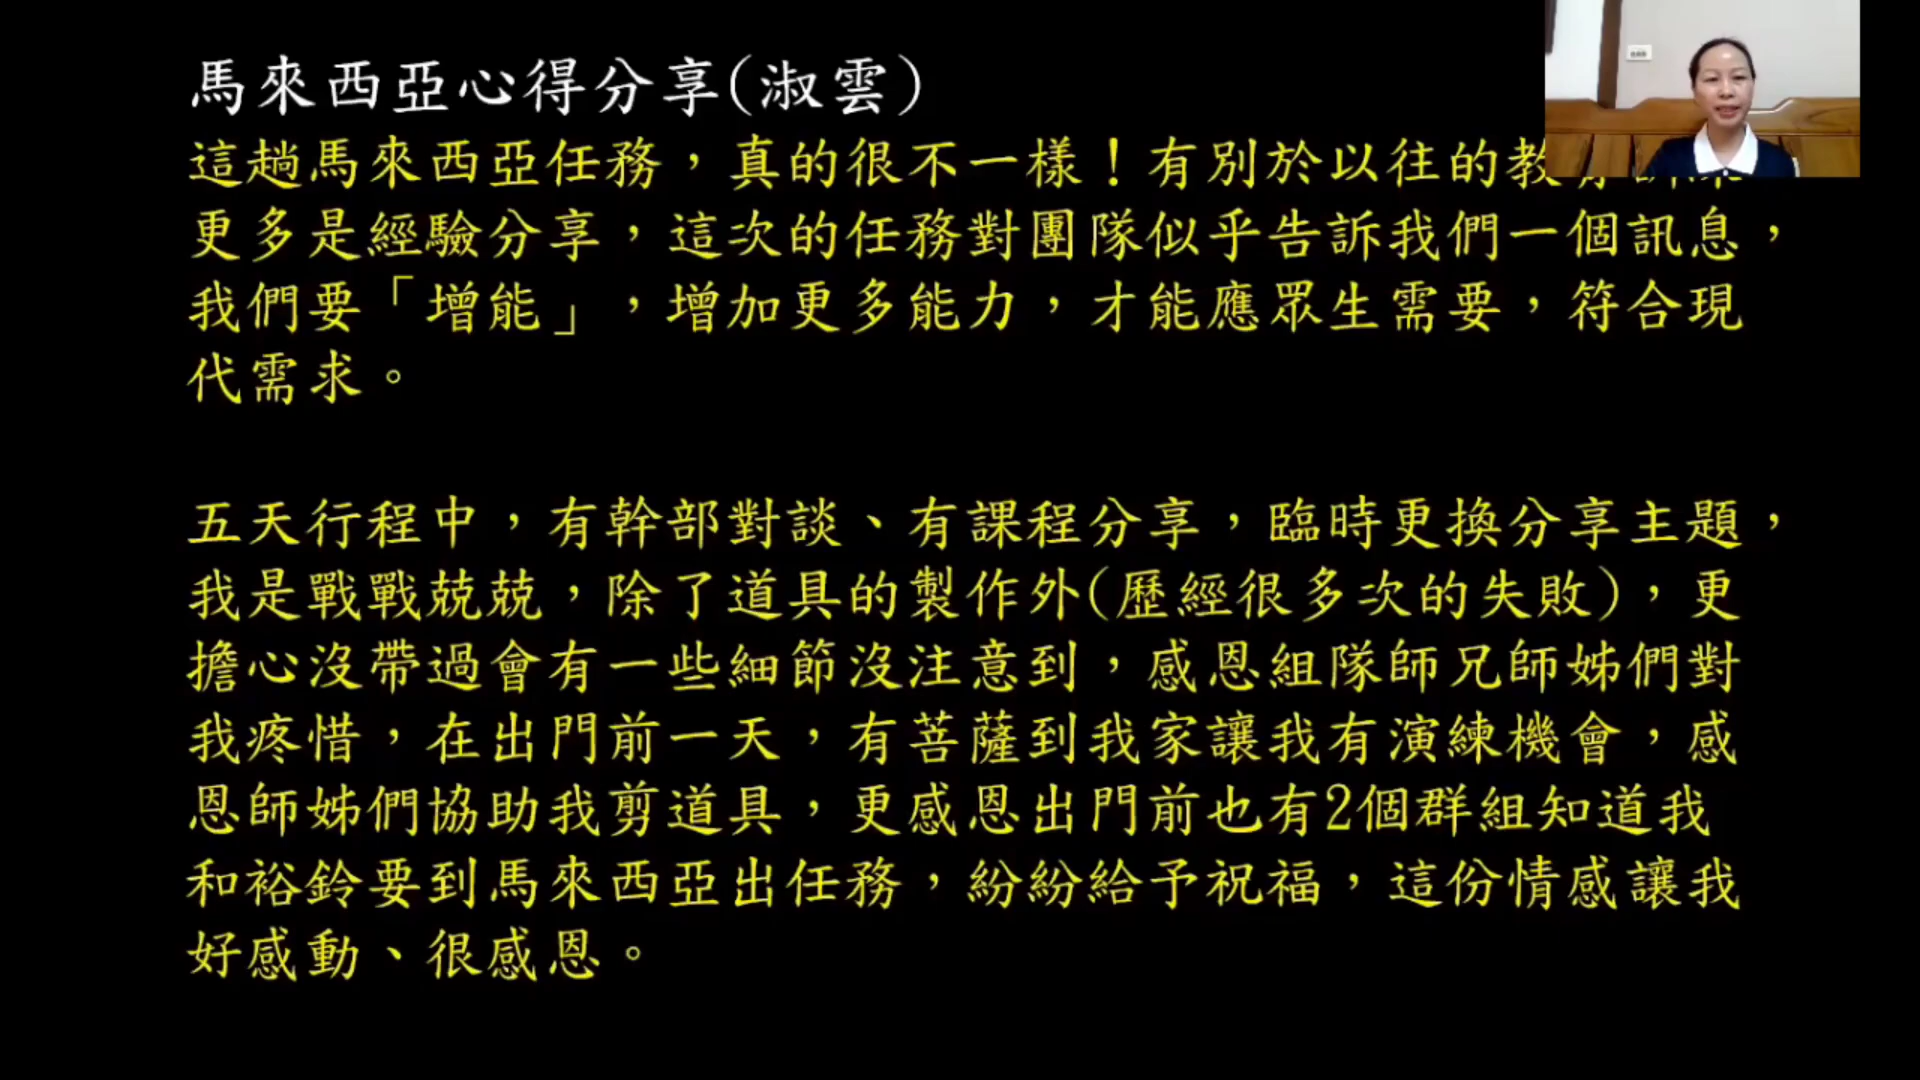 馬來西亞心得分享(淑雲)
這趟馬來西亞任務，真的很不一樣！有別於以往的教
更多是經驗分享，這次的任務對團隊似乎告訴我們一個訊息，
我們要「增能」，增加更多能力，才能應眾生需要，符合現
代需求。
五天行程中，有幹部對談、有課程分享，臨時更換分享主題，
我是戰戰兢兢，除了道具的製作外(歷經很多次的失敗)，更
擔心沒帶過會有一些細節沒注意到，感恩組隊師兄師姊們對
我疼惜，在出門前一天，有菩薩到我家讓我有演練機會，感
恩師姊們協助我剪道具，更感恩出門前也有2個群組知道我
和裕鈴要到馬來西亞出任務，紛紛給予祝福，這份情感讓我
好感動、很感恩。